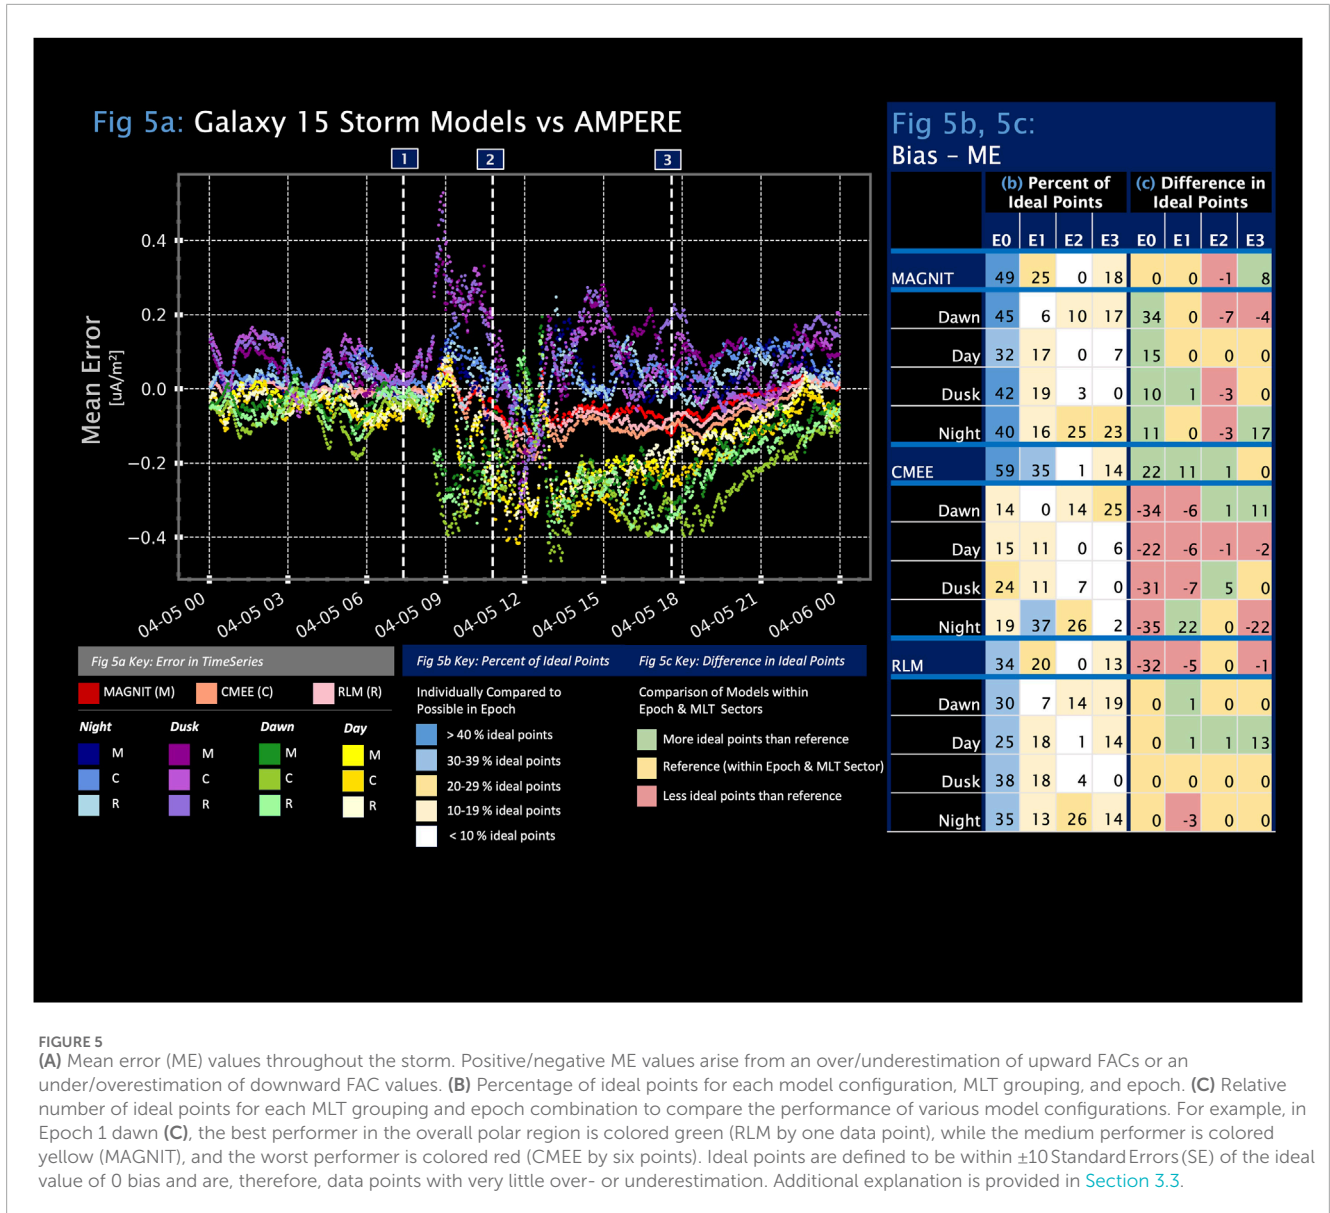 Fig 5a: Galaxy 15 Storm Models vs AMPERE
1 2 3
Mean Error
[uA/m²]
0.4
0.2
0.0
−0.2
−0.4
04-05 00 04-05 03 04-05 06 04-05 09 04-05 12 04-05 15 04-05 18 04-05 21 04-06 00
Fig 5a Key: Error in TimeSeries
MAGNIT (M) CMEE (C) RLM (R)
Night Dusk Dawn Day
M M M M
C C C C
R R R R
Fig 5b Key: Percent of Ideal Points
Individually Compared to
Possible in Epoch
> 40 % ideal points
30-39 % ideal points
20-29 % ideal points
10-19 % ideal points
< 10 % ideal points
Fig 5c Key: Difference in Ideal Points
Comparison of Models within
Epoch & MLT Sectors
More ideal points than reference
Reference (within Epoch & MLT Sector)
Less ideal points than reference
Fig 5b, 5c:
Bias – ME
(b) Percent of (c) Difference in
Ideal Points Ideal Points
E0 E1 E2 E3 E0 E1 E2 E3
MAGNIT 49 25 0 18 0 0 -1 8
Dawn 45 6 10 17 34 0 -7 -4
Day 32 17 0 7 15 0 0 0
Dusk 42 19 3 0 10 1 -3 0
Night 40 16 25 23 11 0 -3 17
CMEE 59 35 1 14 22 11 1 0
Dawn 14 0 14 25 -34 -6 1 11
Day 15 11 0 6 -22 -6 -1 -2
Dusk 24 11 7 0 -31 -7 5 0
Night 19 37 26 2 -35 22 0 -22
RLM 34 20 0 13 -32 -5 0 -1
Dawn 30 7 14 19 0 1 0 0
Day 25 18 1 14 0 1 1 13
Dusk 38 18 4 0 0 0 0 0
Night 35 13 26 14 0 -3 0 0
FIGURE 5
(A) Mean error (ME) values throughout the storm. Positive/negative ME values arise from an over/underestimation of upward FACs or an
under/overestimation of downward FAC values. (B) Percentage of ideal points for each model configuration, MLT grouping, and epoch. (C) Relative
number of ideal points for each MLT grouping and epoch combination to compare the performance of various model configurations. For example, in
Epoch 1 dawn (C), the best performer in the overall polar region is colored green (RLM by one data point), while the medium performer is colored
yellow (MAGNIT), and the worst performer is colored red (CMEE by six points). Ideal points are defined to be within ±10 Standard Errors (SE) of the ideal
value of 0 bias and are, therefore, data points with very little over- or underestimation. Additional explanation is provided in Section 3.3.